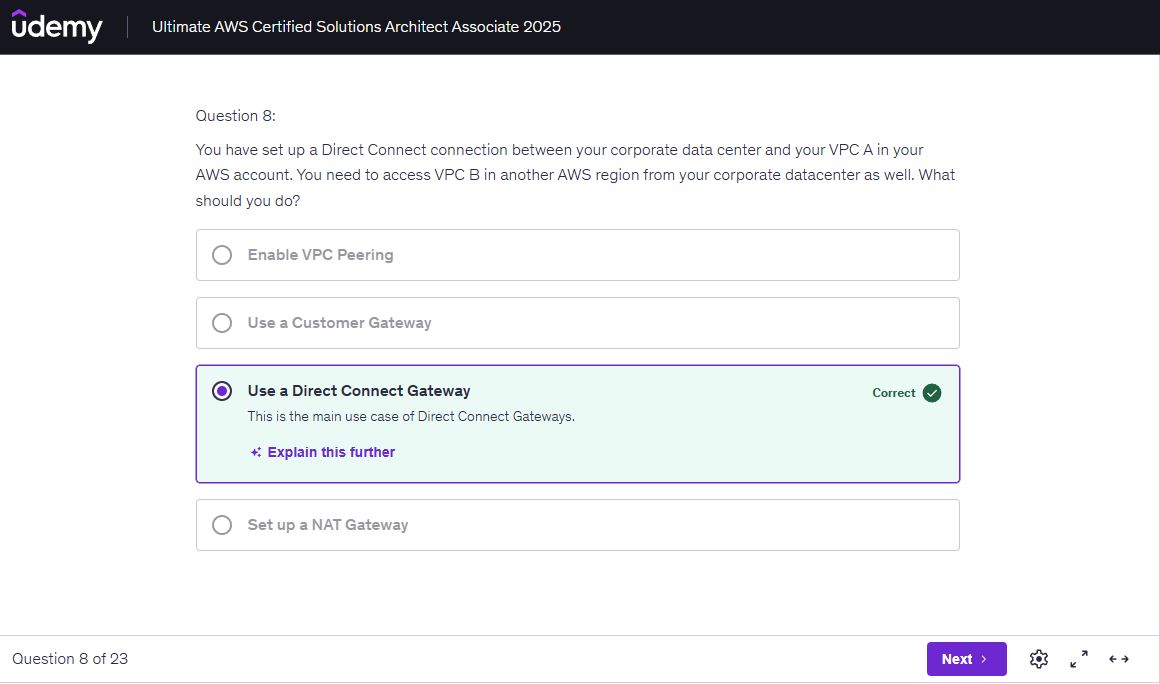 ûdemy
Ultimate AWS Certified Solutions Architect Associate 2025
Question 8:
You have set up a Direct Connect connection between your corporate data center and your VPC A in your
AWS account. You need to access VPC B in another AWS region from your corporate datacenter as well. What
should you do?
Enable VPC Peering
Use a Customer Gateway
Use a Direct Connect Gateway
Correct
This is the main use case of Direct Connect Gateways.
Explain this further
Set up a NAT Gateway
Question 8 of 23
Next